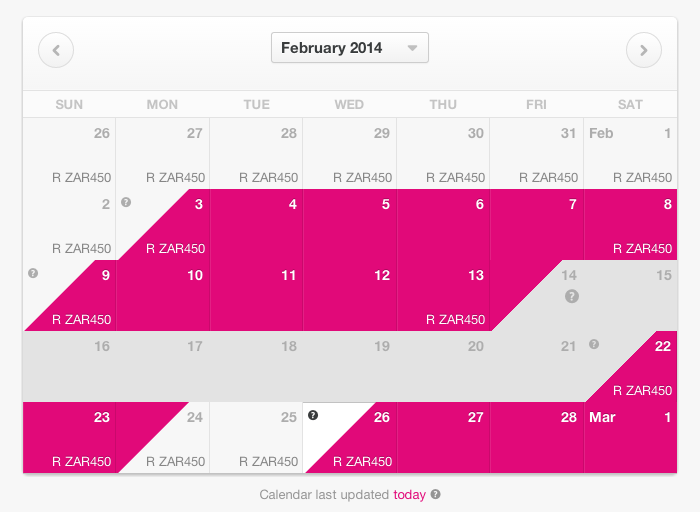 February 2014
SUN MON TUE WED THU FRI SAT
26 27 28 29 30 31 Feb 1
R ZAR450 R ZAR450 R ZAR450 R ZAR450 R ZAR450 R ZAR450 R ZAR450
2 ? 3 4 5 6 7 8
R ZAR450 R ZAR450 R ZAR450
? 9 10 11 12 13 14 15
?
R ZAR450 R ZAR450
16 17 18 19 20 21 ? 22
R ZAR450
23 24 25 ? 26 27 28 Mar 1
R ZAR450 R ZAR450 R ZAR450 R ZAR450
Calendar last updated today ?